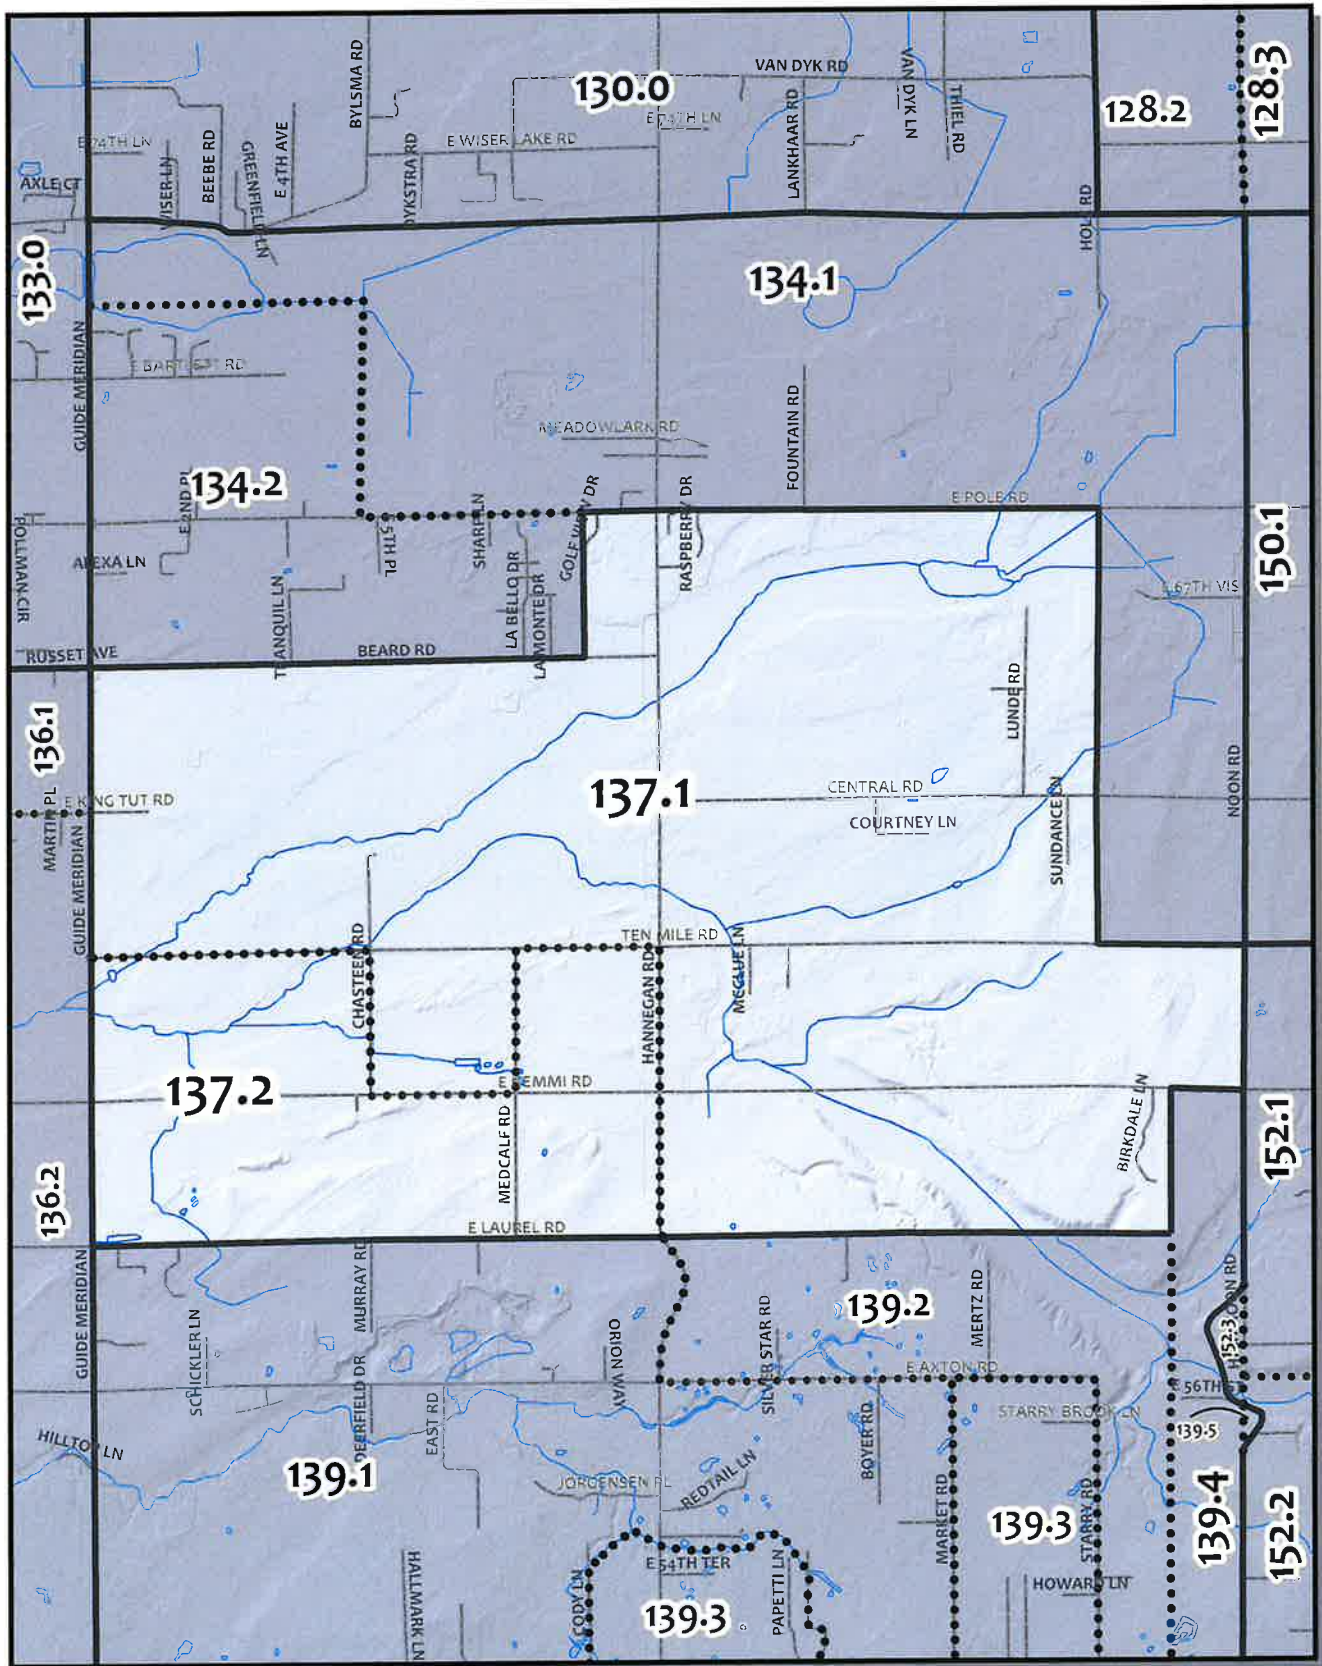 BYLSMA RD
VAN DYK RD
130.0
VAN DYK LN
THIEL RD
128.2
128.3
E 74TH LN
E 74TH LN
BEEBE RD
GREENFIELD LN
E 4TH AVE
E WISER LAKE RD
DYKSTRA RD
LANKHAAR RD
AXLE CT
WISER LN
133.0
134.1
GUIDE MERIDIAN
E BARTLETT RD
MEADOWLARK RD
FOUNTAIN RD
134.2
E 2ND PL
E POLE RD
POLLMAN CIR
ALEXA LN
5TH PL
SHARP LN
LA BELLO DR
LAMONTE DR
GOLF VIEW DR
RASPBERRY DR
150.1
E 67TH VIS
TRANQUIL LN
RUSSET AVE
BEARD RD
LUNDE RD
136.1
MARTIN PL
E KING TUT RD
137.1
CENTRAL RD
COURTNEY LN
SUNDANCE LN
NOON RD
GUIDE MERIDIAN
CHASTEEN RD
TEN MILE RD
HANNEGAN RD
MCCLUE LN
137.2
E HEMMI RD
MEDCALF RD
BIRKDALE LN
152.1
136.2
E LAUREL RD
GUIDE MERIDIAN
MURRAY RD
SCHICKLER LN
DEERFIELD DR
ORION WAY
SILVER STAR RD
139.2
MERTZ RD
152.3
NOON RD
E AXTON RD
E 56TH
EAST RD
HILLTOP LN
139.1
BOYER RD
STARRY BROOK LN
139.5
JORGENSEN PL
REDTAIL LN
MARKET RD
139.3
STARRY RD
139.4
152.2
E 54TH TER
HALLMARK LN
CODY LN
139.3
PAPETTI LN
HOWARD LN